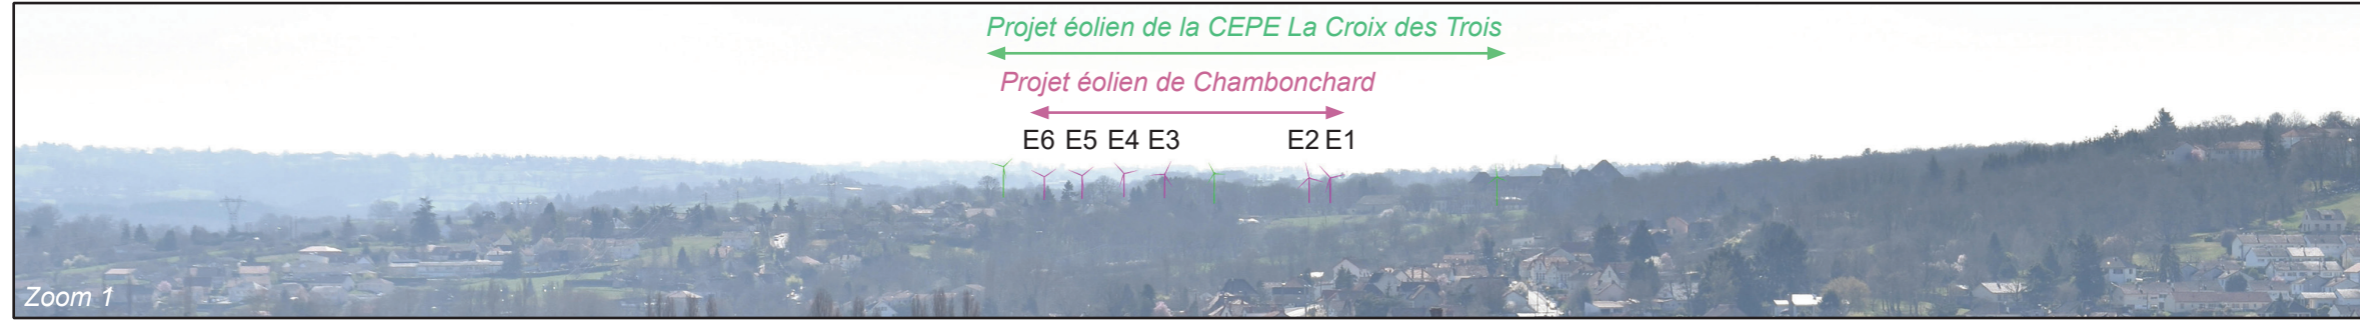 Projet éolien de la CEPE La Croix des Trois
Projet éolien de Chambonchard
E6 E5 E4 E3 E2 E1
Zoom 1